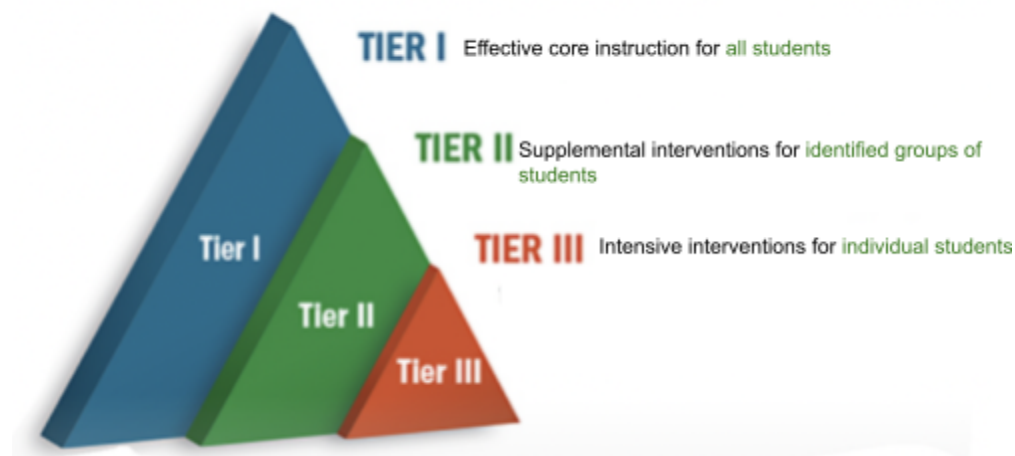 TIER I Effective core instruction for all students
TIER II Supplemental interventions for identified groups of
students
TIER III Intensive interventions for individual students
Tier I
Tier II
Tier III